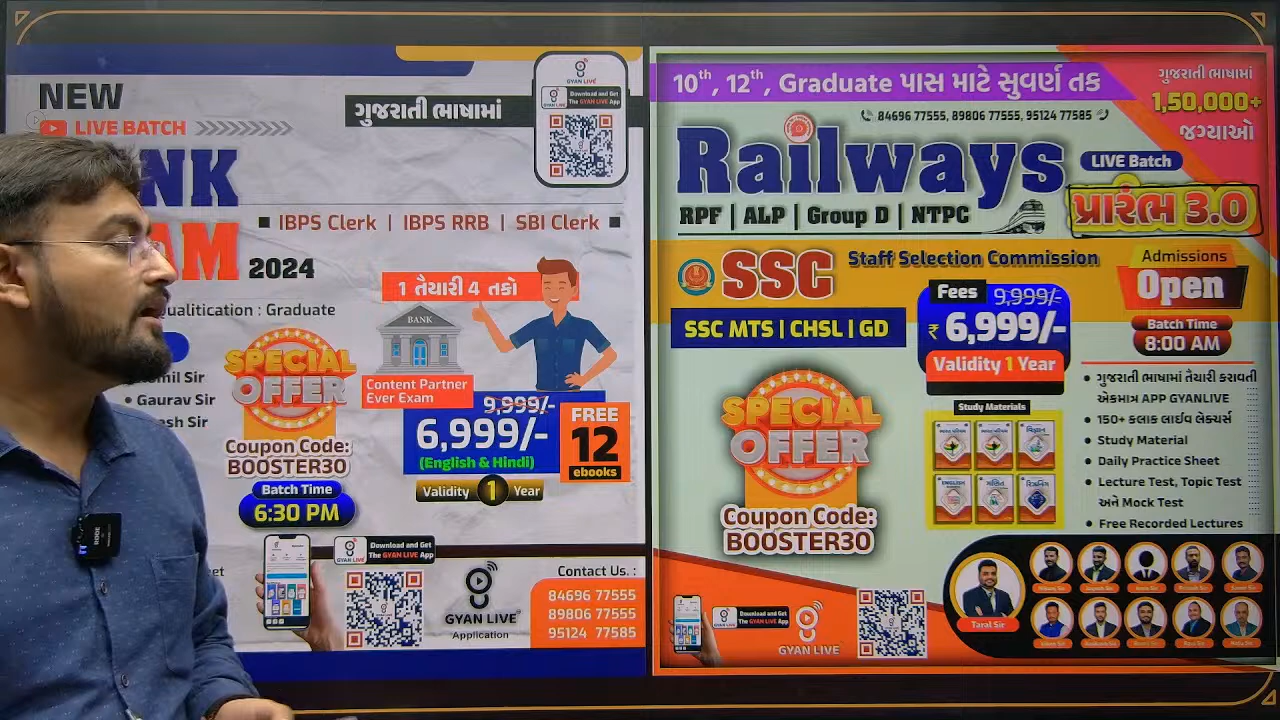 NEW
LIVE BATCH
ગુજરાતી ભાષામાં
GYAN LIVE
Download and Get
The GYAN LIVE App
NK
IBPS Clerk | IBPS RRB | SBI Clerk
AM 2024
ualitication : Graduate
1 તૈયારી 4 તકો
BANK
SPECIAL
OFFER
Sir
• Gaurav Sir
Sir
Content Partner
Ever Exam
9,999/-
6,999/-
(English & Hindi)
FREE
12
ebooks
Validity 1 Year
Coupon Code:
BOOSTER30
Batch Time
6:30 PM
Download and Get
The GYAN LIVE App
GYAN LIVE
Application
Contact Us. :
84696 77555
89806 77555
95124 77585
10th, 12th, Graduate પાસ માટે સુવર્ણ તક
ગુજરાતી ભાષામાં
1,50,000+
જગ્યાઓ
84696 77555, 89806 77555, 95124 77585
Railways
LIVE Batch
RPF | ALP | Group D | NTPC
પ્રારંભ 3.0
SSC
Staff Selection Commission
SSC MTS | CHSL | GD
Fees 9,999/-
₹ 6,999/-
Validity 1 Year
Admissions
Open
Batch Time
8:00 AM
SPECIAL
OFFER
Coupon Code:
BOOSTER30
Study Materials
ENGLISH
• ગુજરાતી ભાષામાં તૈયારી કરાવતી
એકમાત્ર APP GYANLIVE
• 150+ કલાક લાઈવ લેક્ચર્સ
• Study Material
• Daily Practice Sheet
• Lecture Test, Topic Test
અને Mock Test
• Free Recorded Lectures
Download and Get
The GYAN LIVE App
GYAN LIVE
Taral Sir